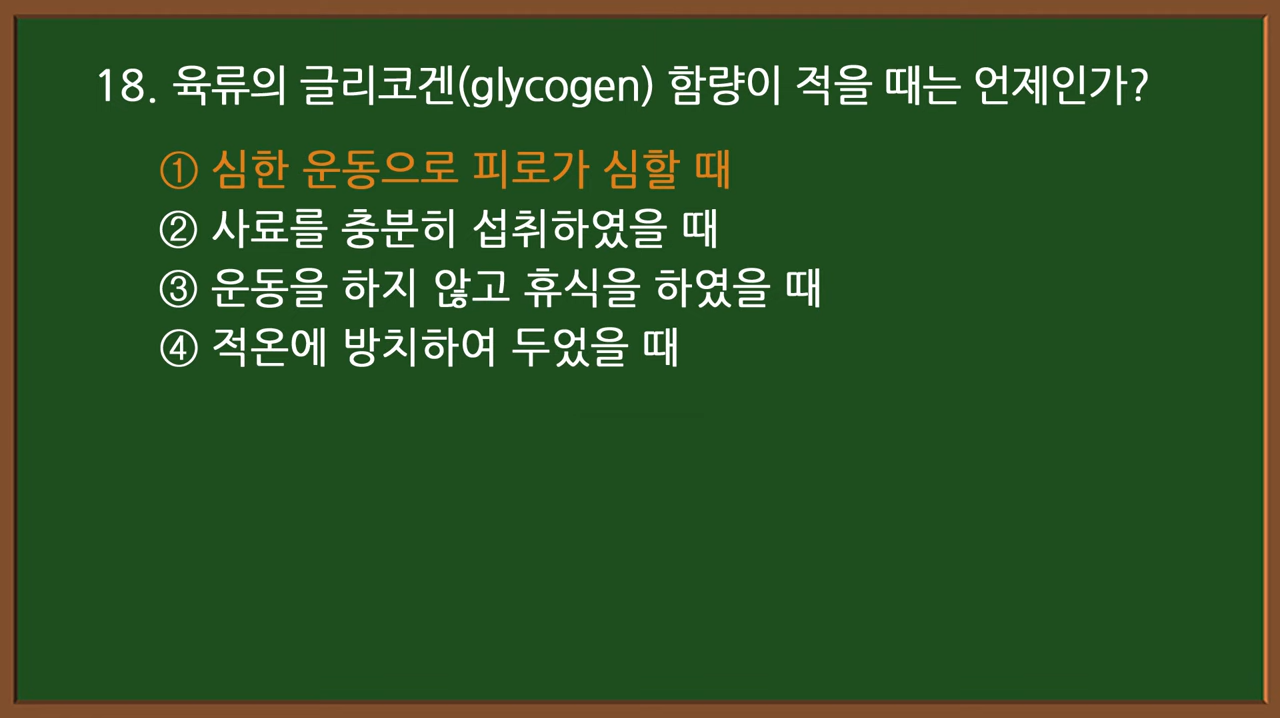 18. 육류의 글리코겐(glycogen) 함량이 적을 때는 언제인가?
① 심한 운동으로 피로가 심할 때
② 사료를 충분히 섭취하였을 때
③ 운동을 하지 않고 휴식을 하였을 때
④ 적온에 방치하여 두었을 때